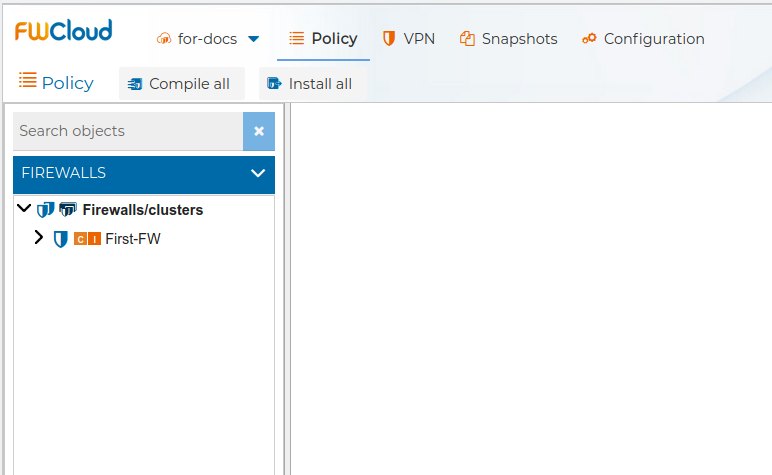 FWCloud for-docs Policy VPN Snapshots Configuration
Policy Compile all Install all
Search objects
FIREWALLS
Firewalls/clusters
C I First-FW